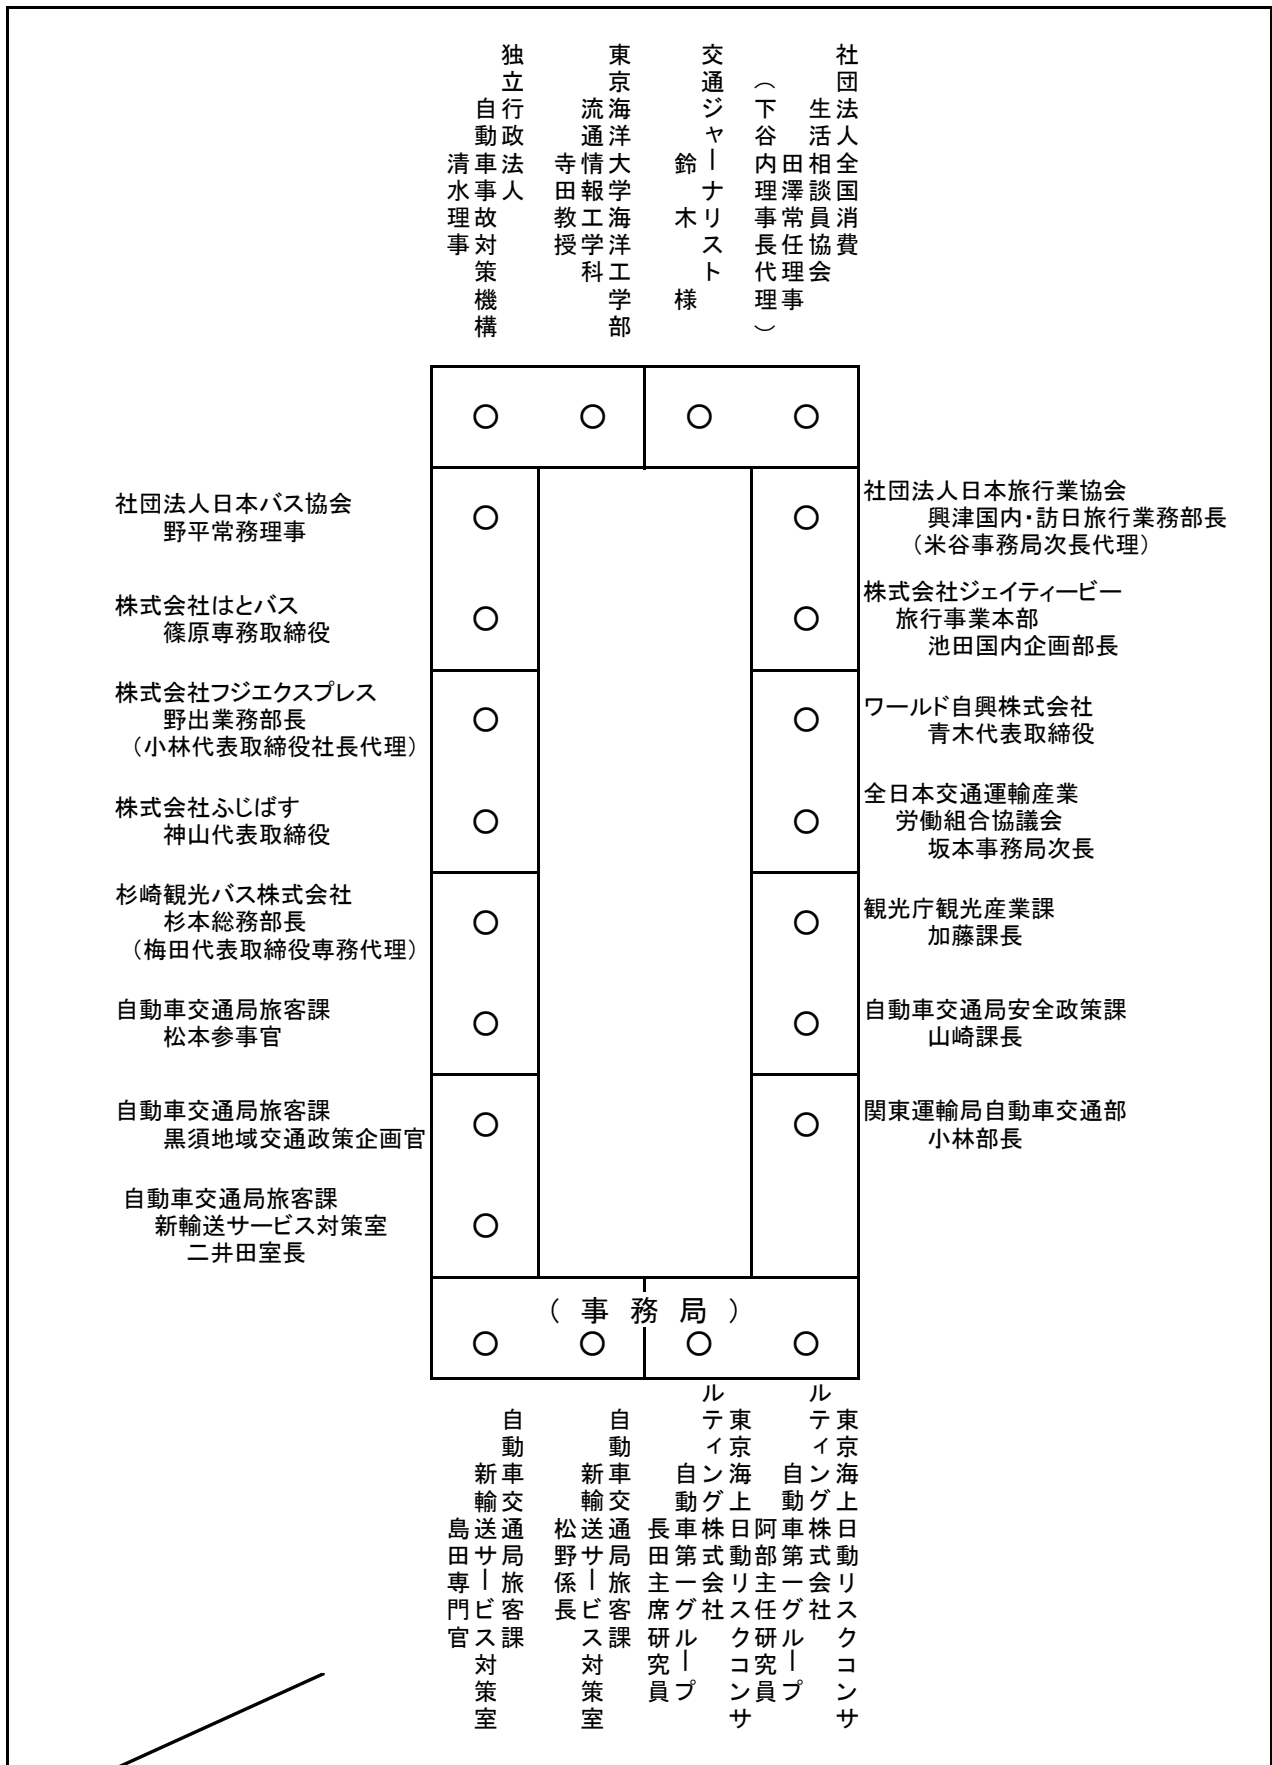 社団法人全国消費
生活相談員協会
田澤常任理事
（下谷内理事長代理）
交通ジャーナリスト
鈴木様
東京海洋大学海洋工学部
流通情報工学科
寺田教授
独立行政法人
自動車事故対策機構
清水理事
社団法人日本バス協会
野平常務理事
株式会社はとバス
篠原専務取締役
株式会社フジエクスプレス
野出業務部長
（小林代表取締役社長代理）
株式会社ふじばす
神山代表取締役
杉崎観光バス株式会社
杉本総務部長
（梅田代表取締役専務代理）
自動車交通局旅客課
松本参事官
自動車交通局旅客課
黒須地域交通政策企画官
自動車交通局旅客課
新輸送サービス対策室
二井田室長
社団法人日本旅行業協会
興津国内・訪日旅行業務部長
（米谷事務局次長代理）
株式会社ジェイティービー
旅行事業本部
池田国内企画部長
ワールド自興株式会社
青木代表取締役
全日本交通運輸産業
労働組合協議会
坂本事務局次長
観光庁観光産業課
加藤課長
自動車交通局安全政策課
山崎課長
関東運輸局自動車交通部
小林部長
（事務局）
東京海上日動リスクコンサ
ルティング株式会社
自動車第一グループ
阿部主任研究員
東京海上日動リスクコンサ
ルティング株式会社
自動車第一グループ
長田主席研究員
自動車交通局旅客課
新輸送サービス対策室
松野係長
自動車交通局旅客課
新輸送サービス対策室
島田専門官